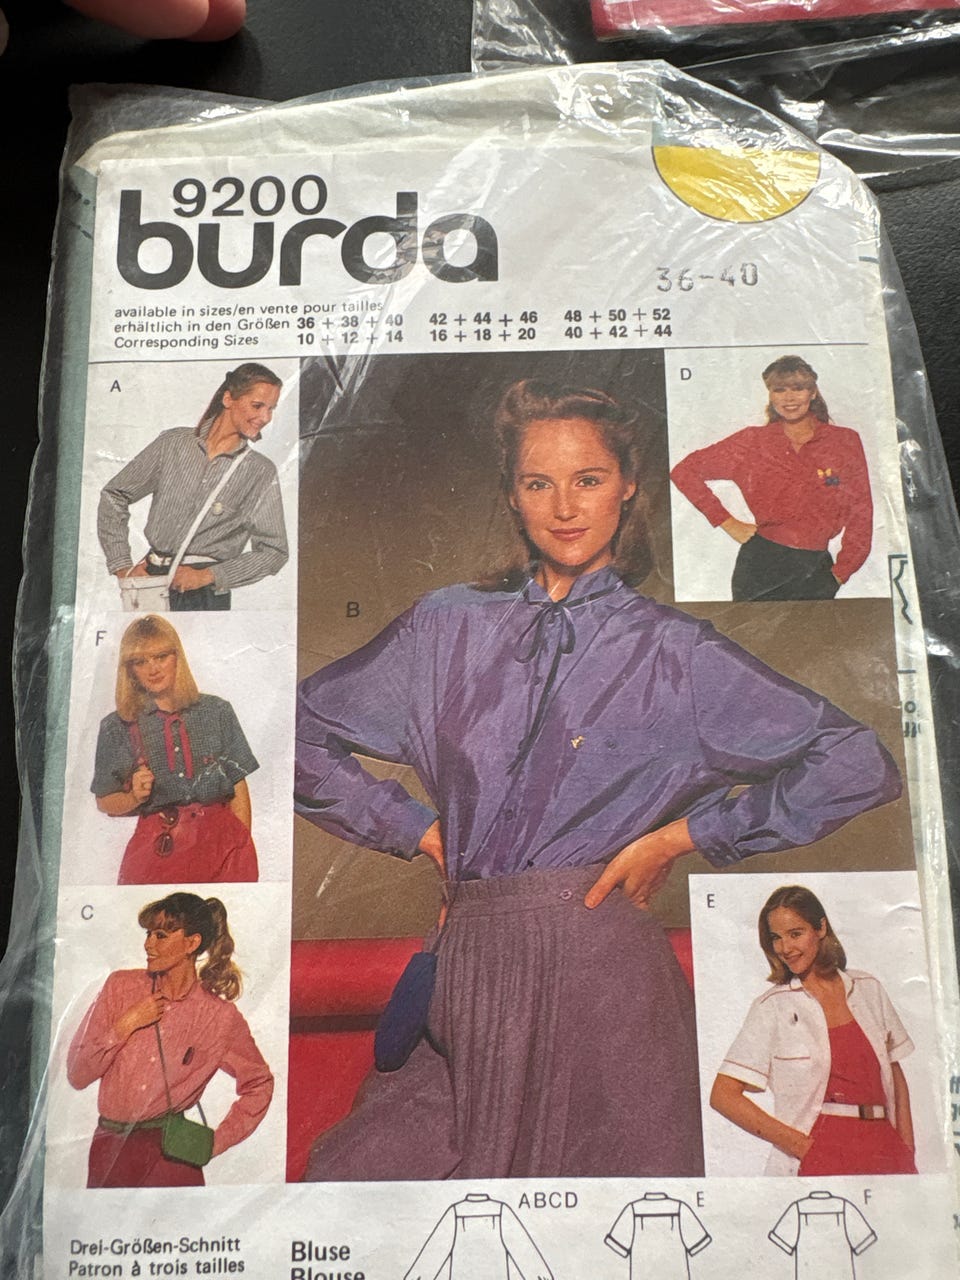 9200
burda
36-40
available in sizes/en vente pour tailles
erhältlich in den Größen 36 + 38 + 40 42 + 44 + 46 48 + 50 + 52
Corresponding Sizes 10 + 12 + 14 16 + 18 + 20 40 + 42 + 44
A
D
B
F
C
E
ABCD
E
F
Drei-Größen-Schnitt
Patron à trois tailles
Bluse
Blouse